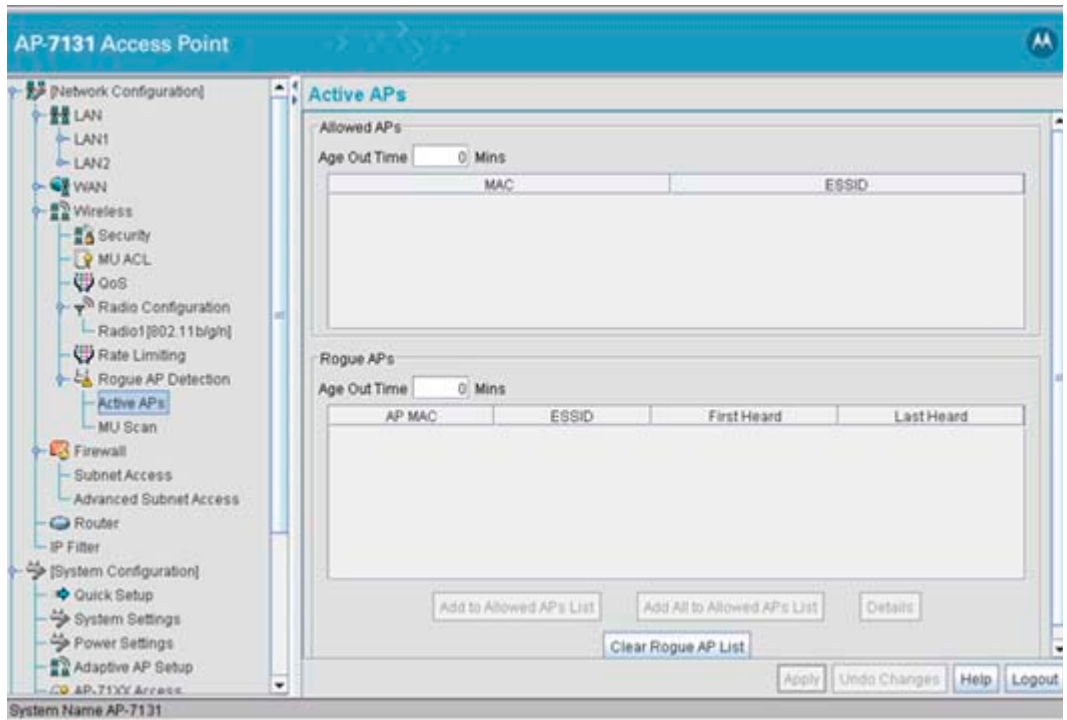 AP-7131 Access Point
[Network Configuration]
LAN
LAN1
LAN2
WAN
Wireless
Security
MU ACL
QoS
Radio Configuration
Radio1[802.11b/g/n]
Rate Limiting
Rogue AP Detection
Active APs
MU Scan
Firewall
Subnet Access
Advanced Subnet Access
Router
IP Filter
[System Configuration]
Quick Setup
System Settings
Power Settings
Adaptive AP Setup
AP-71XX Access
Active APs
Allowed APs
Age Out Time 0 Mins
MAC ESSID
Rogue APs
Age Out Time 0 Mins
AP MAC ESSID First Heard Last Heard
Add to Allowed APs List Add All to Allowed APs List Details
Clear Rogue AP List
Apply Undo Changes Help Logout
System Name AP-7131